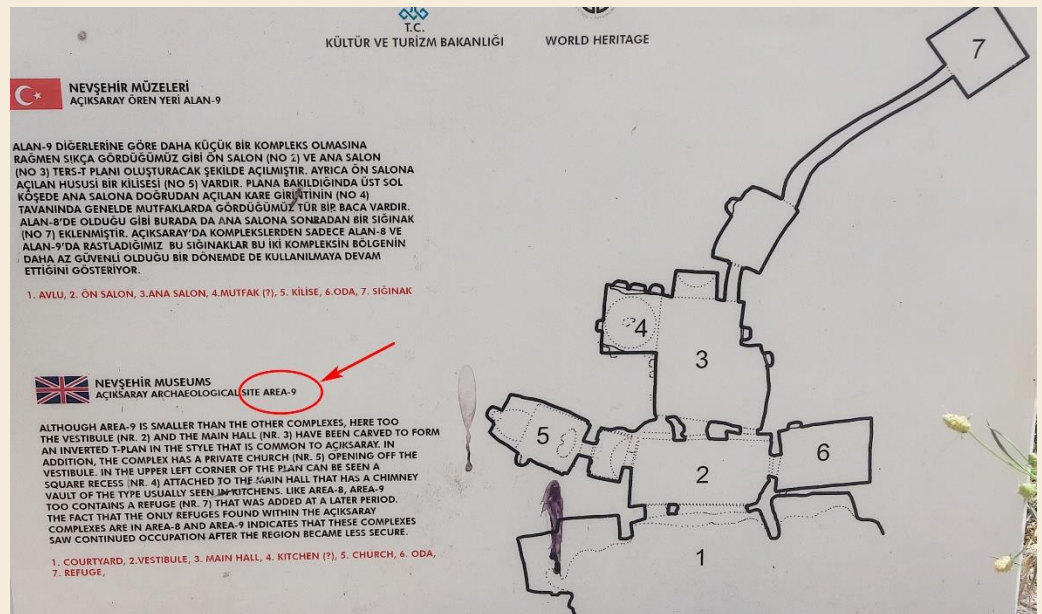 T.C.
KÜLTÜR VE TURİZM BAKANLIĞI
WORLD HERITAGE
NEVŞEHİR MÜZELERİ
AÇIKSARAY ÖREN YERİ ALAN-9
ALAN-9 DİĞERLERİNE GÖRE DAHA KÜÇÜK BİR KOMPLEKS OLMASINA
RAĞMEN SIKÇA GÖRDÜĞÜMÜZ GİBİ ÖN SALON (NO 2) VE ANA SALON
(NO 3) TERS-T PLANI OLUŞTURACAK ŞEKİLDE AÇILMIŞTIR. AYRICA ÖN SALONA
AÇILAN HUSUSİ BİR KİLİSESİ (NO 5) VARDIR. PLANA BAKILDIĞINDA ÜST SOL
KÖŞEDE ANA SALONA DOĞRUDAN AÇILAN KARE GİRİNTİNİN (NO 4)
TAVANINDA GENELDE MUTFAKLARDA GÖRDÜĞÜMÜZ TÜR BİR BACA VARDIR.
ALAN-8'DE OLDUĞU GİBİ BURADA DA ANA SALONA SONRADAN BİR SIĞINAK
(NO 7) EKLENMİŞTİR. AÇIKSARAY'DA KOMPLEKSLERDEN SADECE ALAN-8 VE
ALAN-9'DA RASTLADIĞIMIZ BU SIĞINAKLAR BU İKİ KOMPLEKSİN BÖLGENİN
DAHA AZ GÜVENLİ OLDUĞU BİR DÖNEMDE DE KULLANILMAYA DEVAM
ETTİĞİNİ GÖSTERİYOR.
1. AVLU, 2. ÖN SALON, 3.ANA SALON, 4.MUTFAK (?), 5. KİLİSE, 6.ODA, 7. SIĞINAK
NEVŞEHİR MUSEUMS
AÇIKSARAY ARCHAEOLOGICAL SITE AREA-9
ALTHOUGH AREA-9 IS SMALLER THAN THE OTHER COMPLEXES, HERE TOO
THE VESTIBULE (NR. 2) AND THE MAIN HALL (NR. 3) HAVE BEEN CARVED TO FORM
AN INVERTED T-PLAN IN THE STYLE THAT IS COMMON TO AÇIKSARAY. IN
ADDITION, THE COMPLEX HAS A PRIVATE CHURCH (NR. 5) OPENING OFF THE
VESTIBULE. IN THE UPPER LEFT CORNER OF THE PLAN CAN BE SEEN A
SQUARE RECESS (NR. 4) ATTACHED TO THE MAIN HALL THAT HAS A CHIMNEY
VAULT OF THE TYPE USUALLY SEEN IN KITCHENS. LIKE AREA-8, AREA-9
TOO CONTAINS A REFUGE (NR. 7) THAT WAS ADDED AT A LATER PERIOD.
THE FACT THAT THE ONLY REFUGES FOUND WITHIN THE AÇIKSARAY
COMPLEXES ARE IN AREA-8 AND AREA-9 INDICATES THAT THESE COMPLEXES
SAW CONTINUED OCCUPATION AFTER THE REGION BECAME LESS SECURE.
1. COURTYARD, 2.VESTIBULE, 3. MAIN HALL, 4. KITCHEN (?), 5. CHURCH, 6. ODA,
7. REFUGE,
7
4
3
5
2
6
1